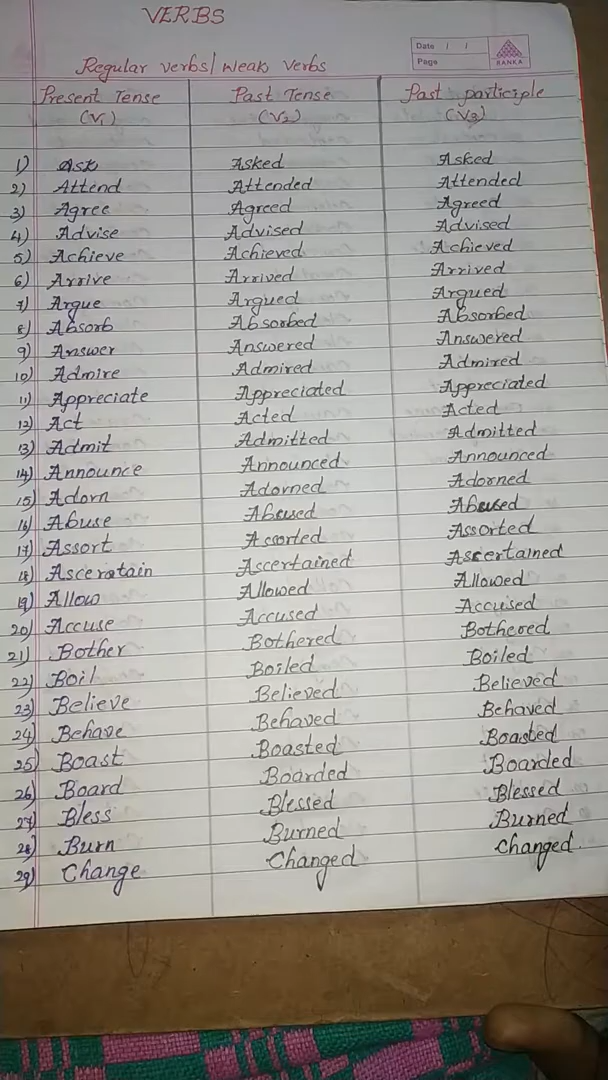 VERBS
Date / /
Page
RANKA
Regular verbs/weak verbs
Present Tense Past Tense Past participle
(V1) (V2) (V3)
1) Ask Asked Asked
2) Attend Attended Attended
3) Agree Agreed Agreed
4) Advise Advised Advised
5) Achieve Achieved Achieved
6) Arrive Arrived Arrived
7) Argue Argued Argued
8) Absorb Absorbed Absorbed
9) Answer Answered Answered
10) Admire Admired Admired
11) Appreciate Appreciated Appreciated
12) Act Acted Acted
13) Admit Admitted Admitted
14) Announce Announced Announced
15) Adorn Adorned Adorned
16) Abuse Abused Abused
17) Assort Assorted Assorted
18) Asceratain Ascertained Ascertained
19) Allow Allowed Allowed
20) Accuse Accused Accused
21) Bother Bothered Bothered
22) Boil Boiled Boiled
23) Believe Believed Believed
24) Behave Behaved Behaved
25) Boast Boasted Boasted
26) Board Boarded Boarded
27) Bless Blessed Blessed
28) Burn Burned Burned
29) Change Changed changed.